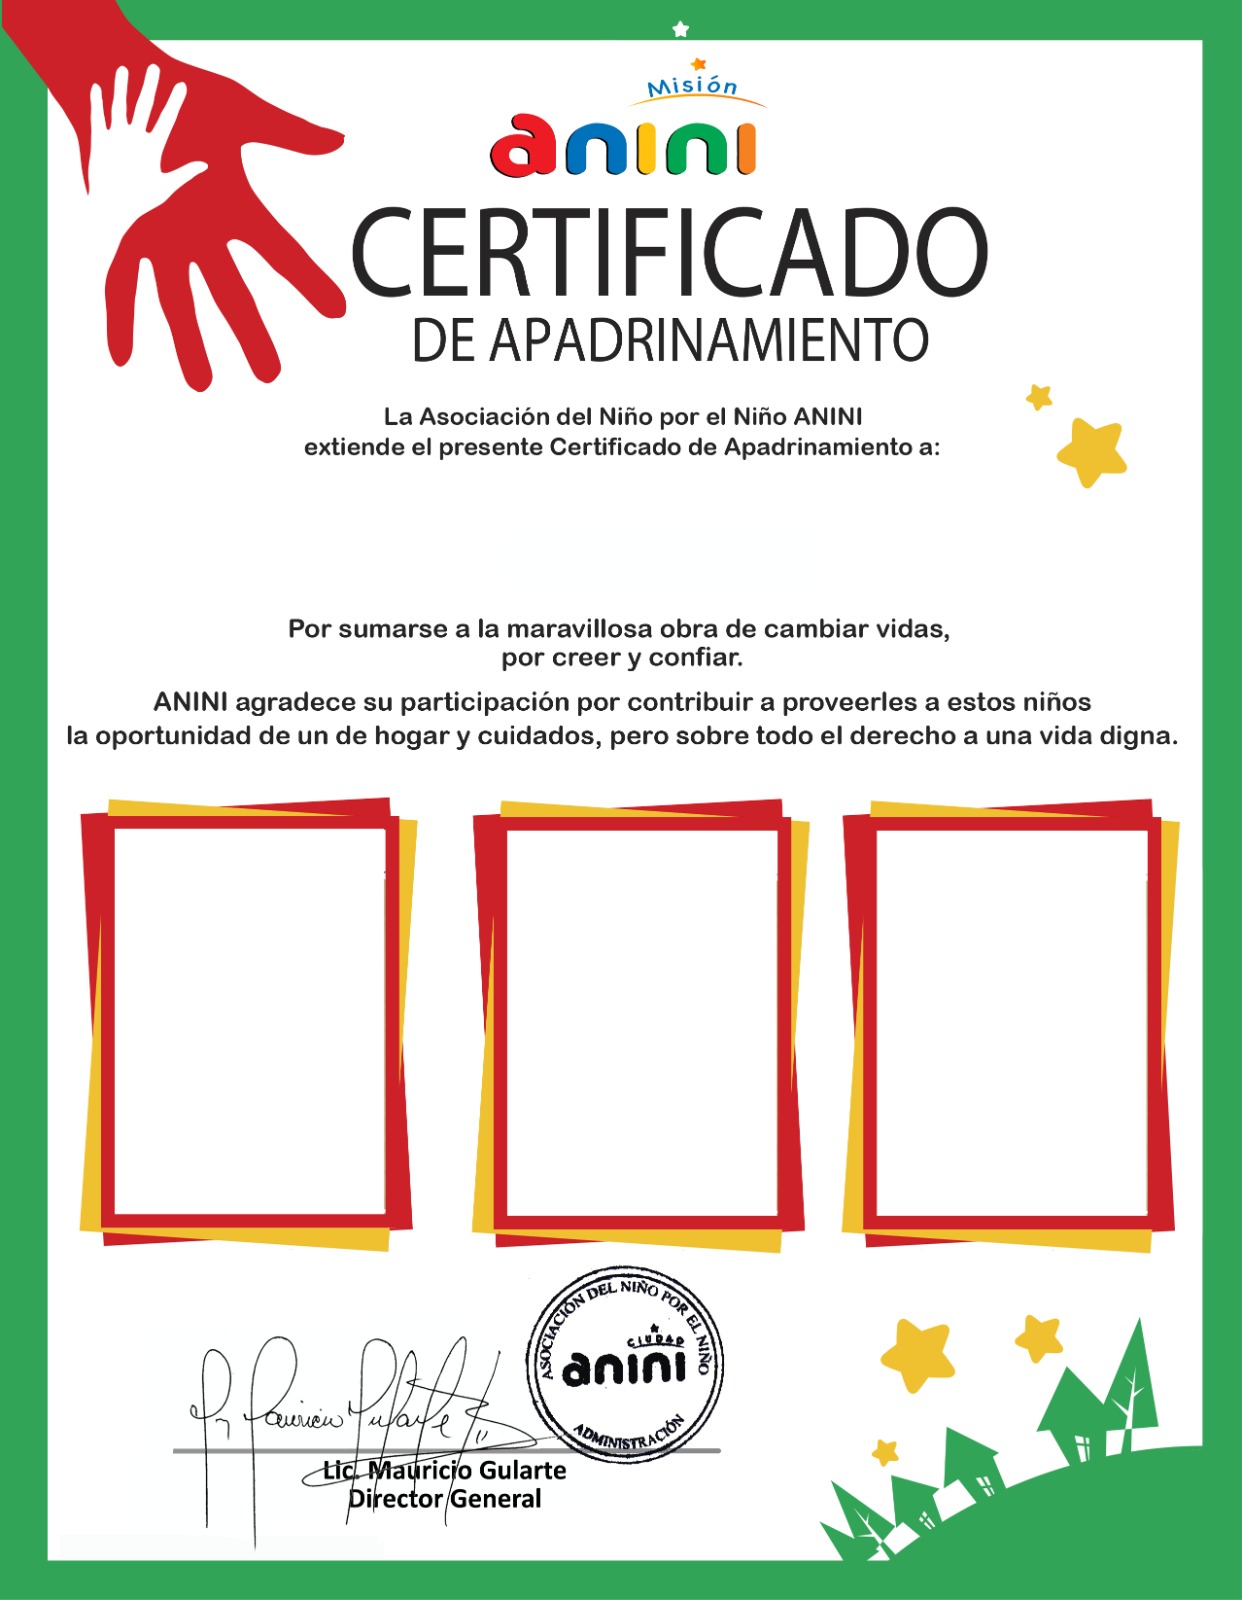 Misión
anini
CERTIFICADO
DE APADRINAMIENTO
La Asociación del Niño por el Niño ANINI
extiende el presente Certificado de Apadrinamiento a:
Por sumarse a la maravillosa obra de cambiar vidas,
por creer y confiar.
ANINI agradece su participación por contribuir a proveerles a estos niños
la oportunidad de un de hogar y cuidados, pero sobre todo el derecho a una vida digna.
ASOCIACIÓN DEL NIÑO POR EL NIÑO
CIUDAD
anini
ADMINISTRACIÓN
Lic. Mauricio Gularte
Director General